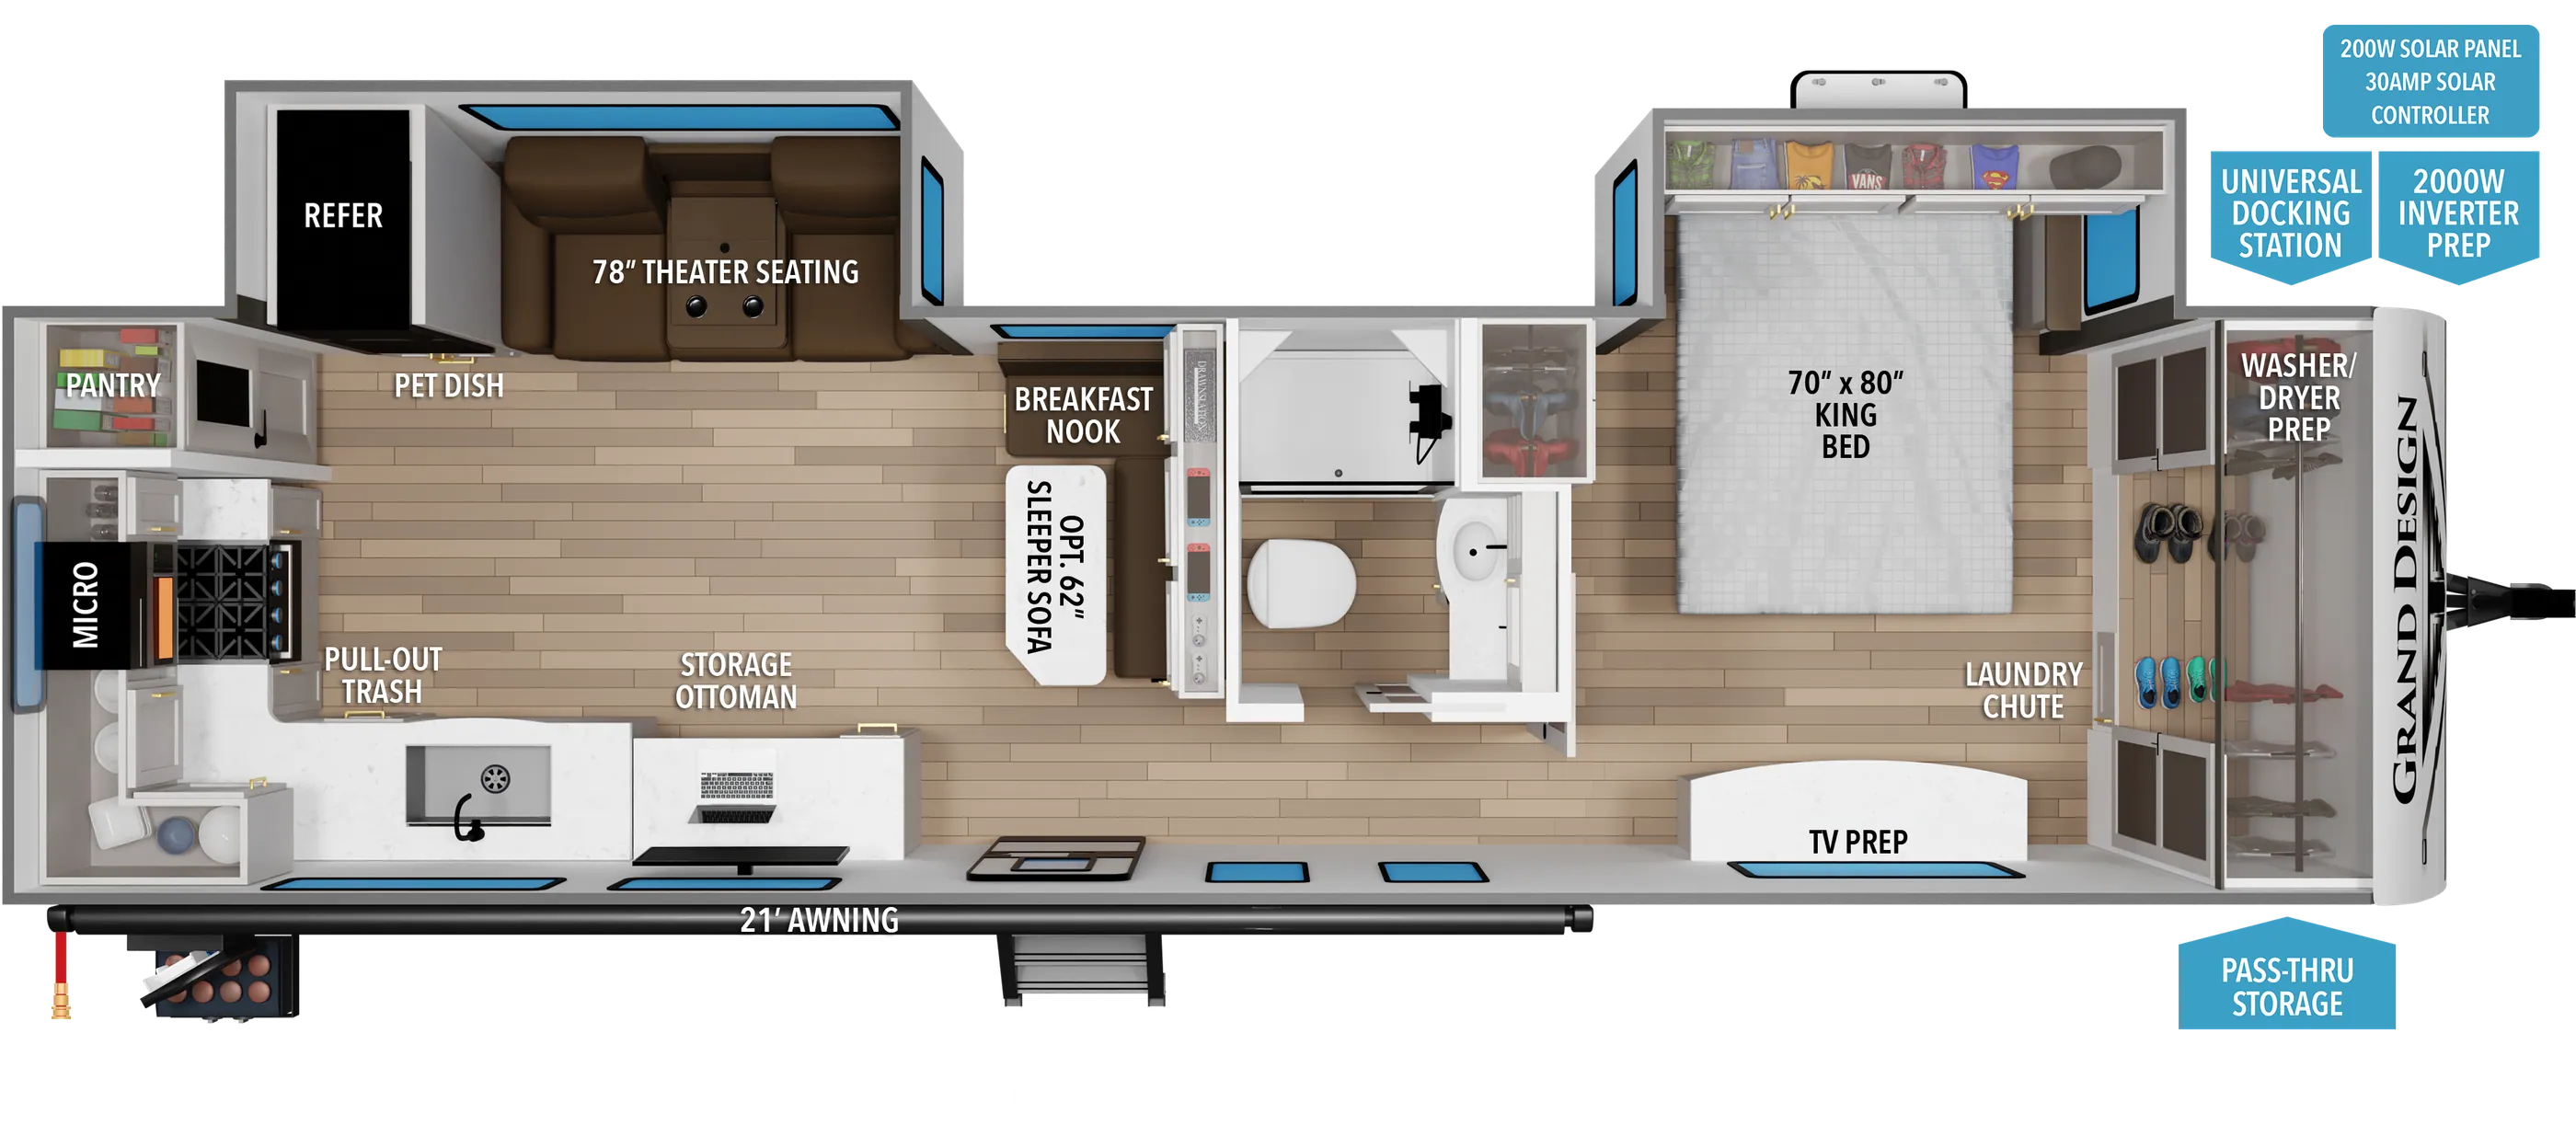 200W SOLAR PANEL
30AMP SOLAR
CONTROLLER
UNIVERSAL
DOCKING
STATION
2000W
INVERTER
PREP
REFER
78” THEATER SEATING
VANS
PANTRY
PET DISH
BREAKFAST
NOOK
OPT. 62”
SLEEPER SOFA
70” x 80”
KING
BED
WASHER/
DRYER
PREP
GRAND DESIGN
MICRO
PULL-OUT
TRASH
STORAGE
OTTOMAN
LAUNDRY
CHUTE
TV PREP
21’ AWNING
PASS-THRU
STORAGE